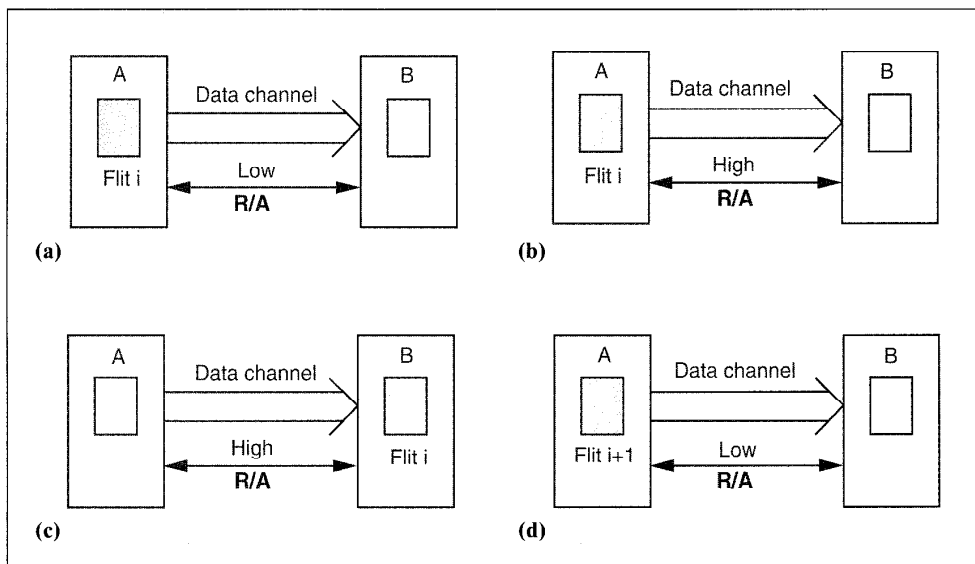 A
B
Data channel
Flit i
Low
R/A
(a)
A
B
Data channel
Flit i
High
R/A
(b)
A
B
Data channel
High
Flit i
R/A
(c)
A
B
Data channel
Flit i+1
Low
R/A
(d)